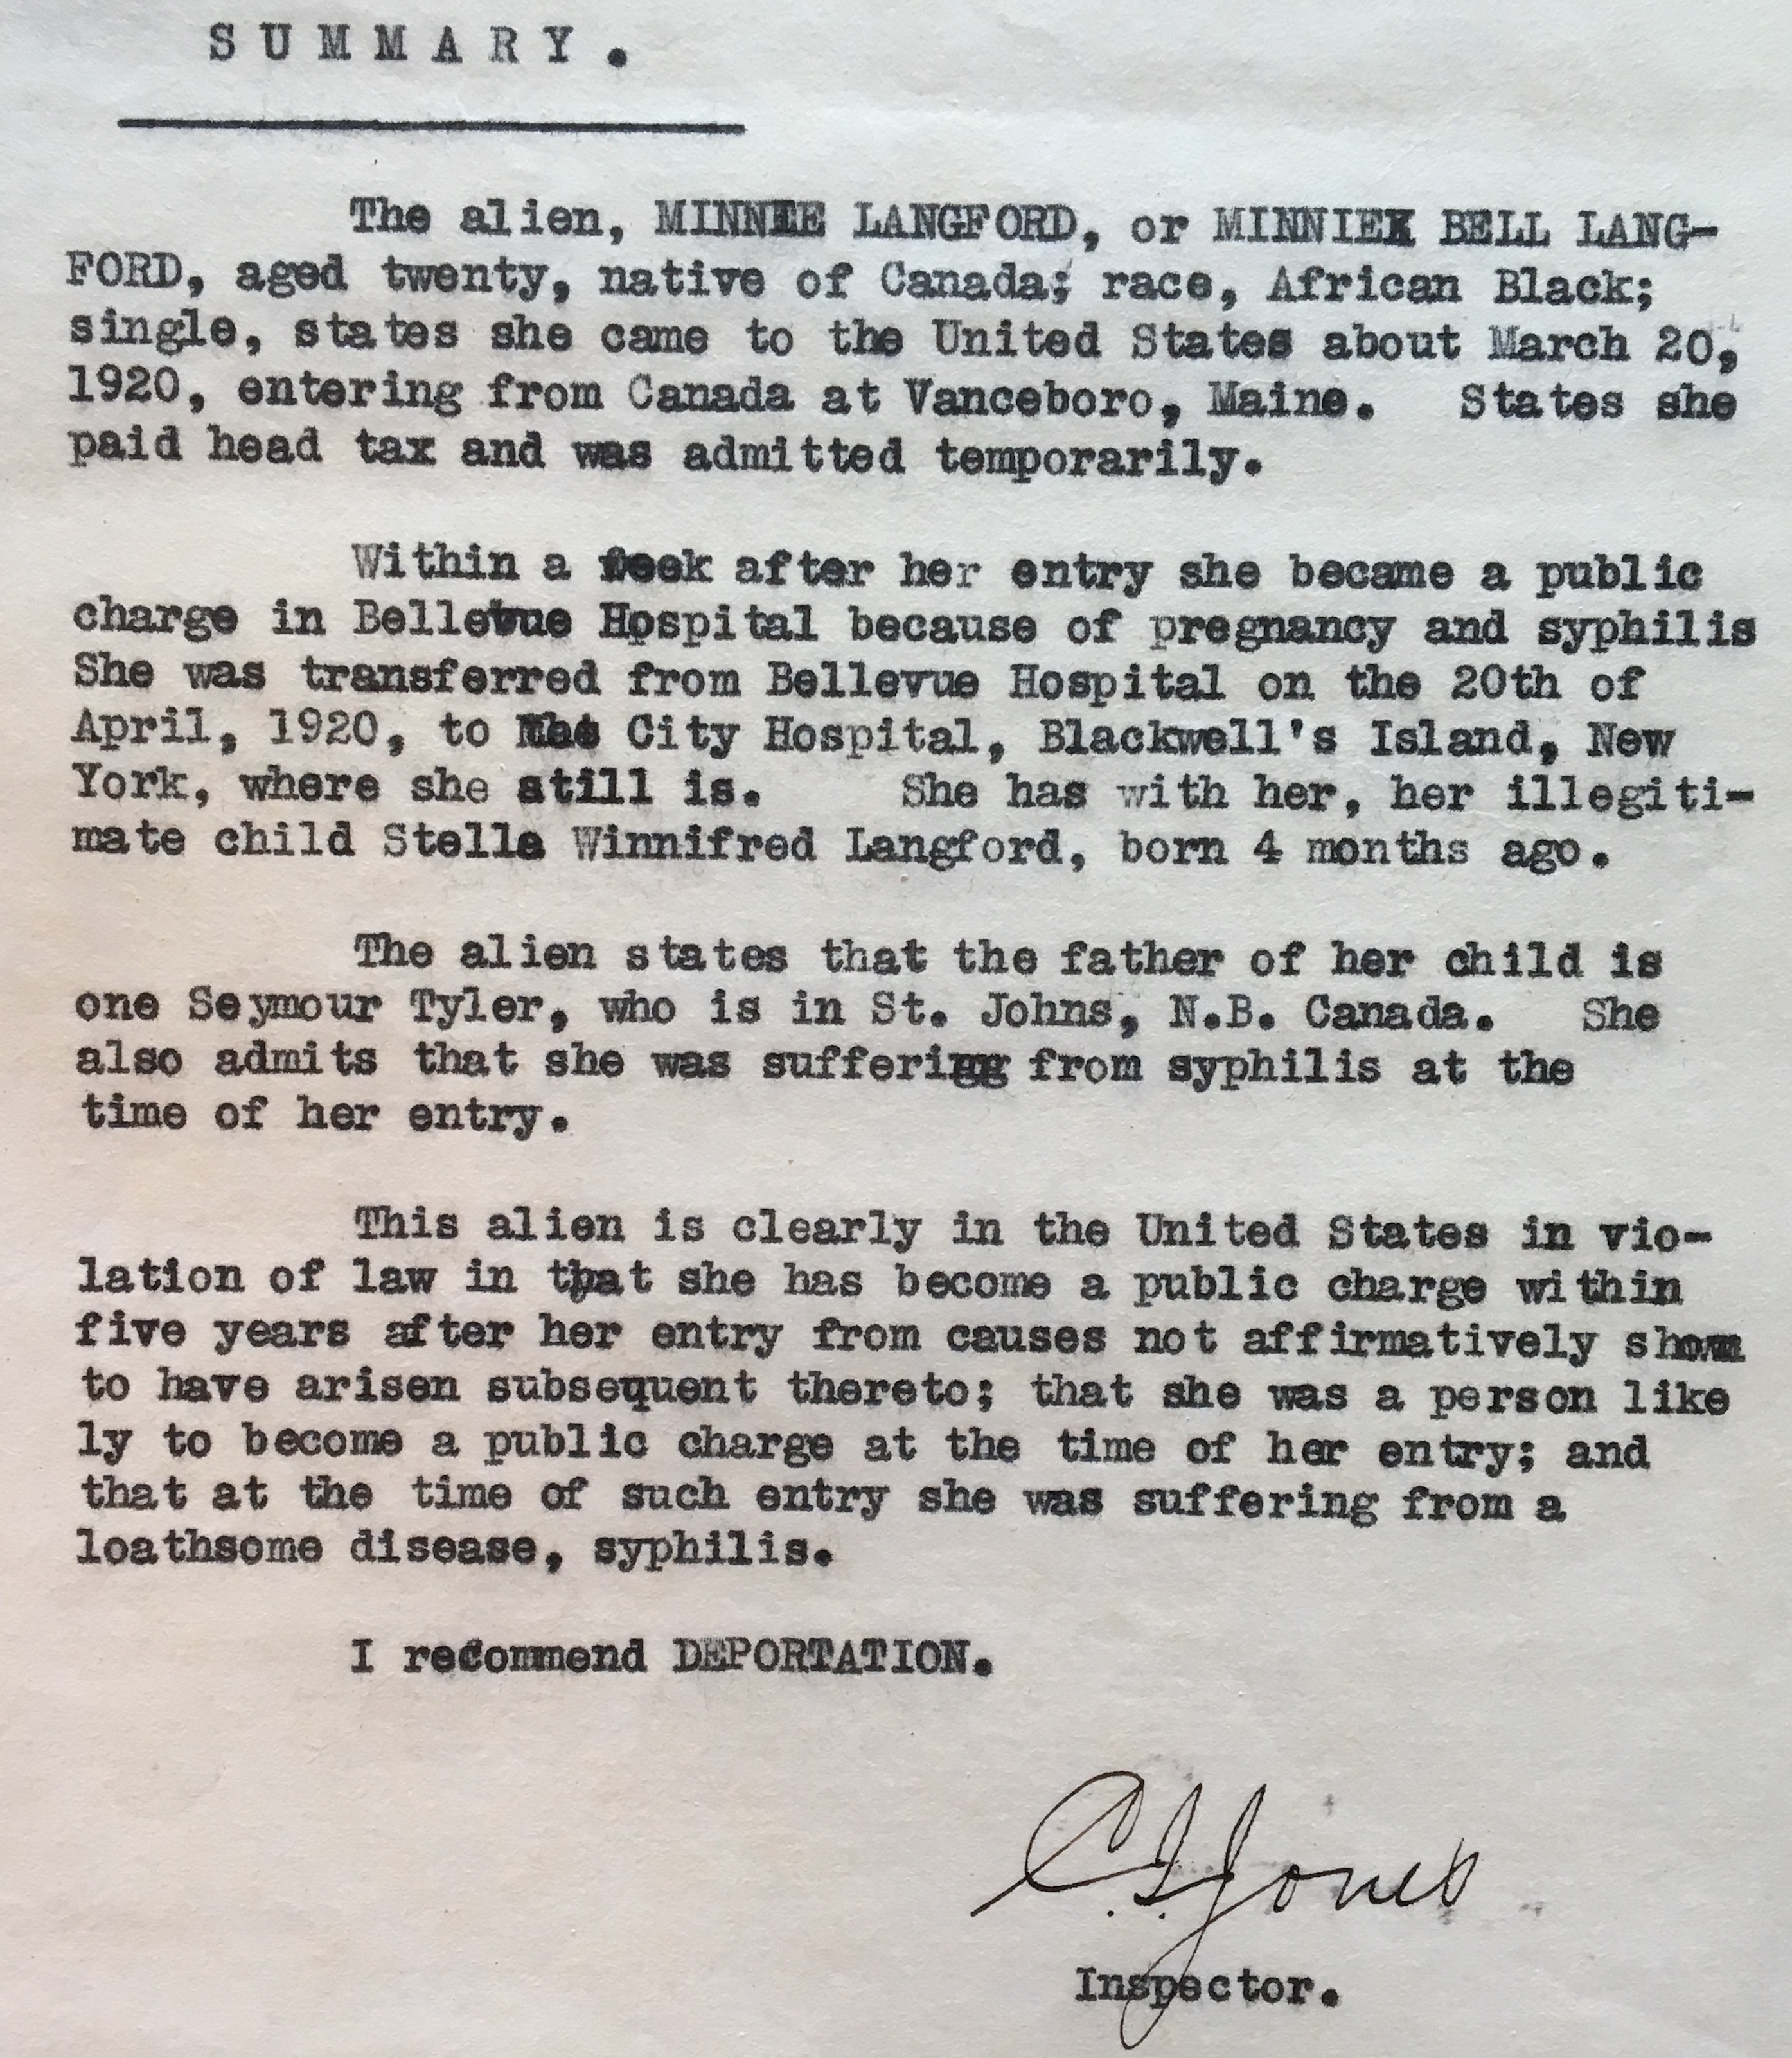 SUMMARY.
The alien, MINNIE LANGFORD, or MINNIE BELL LANG-
FORD, aged twenty, native of Canada; race, African Black;
single, states she came to the United States about March 20,
1920, entering from Canada at Vanceboro, Maine. States she
paid head tax and was admitted temporarily.
Within a week after her entry she became a public
charge in Bellevue Hospital because of pregnancy and syphilis
She was transferred from Bellevue Hospital on the 20th of
April, 1920, to the City Hospital, Blackwell's Island, New
York, where she still is. She has with her, her illegiti-
mate child Stella Winnifred Langford, born 4 months ago.
The alien states that the father of her child is
one Seymour Tyler, who is in St. Johns, N.B. Canada. She
also admits that she was suffering from syphilis at the
time of her entry.
This alien is clearly in the United States in vio-
lation of law in that she has become a public charge within
five years after her entry from causes not affirmatively shown
to have arisen subsequent thereto; that she was a person like
ly to become a public charge at the time of her entry; and
that at the time of such entry she was suffering from a
loathsome disease, syphilis.
I recommend DEPORTATION.
Jones
Inspector.